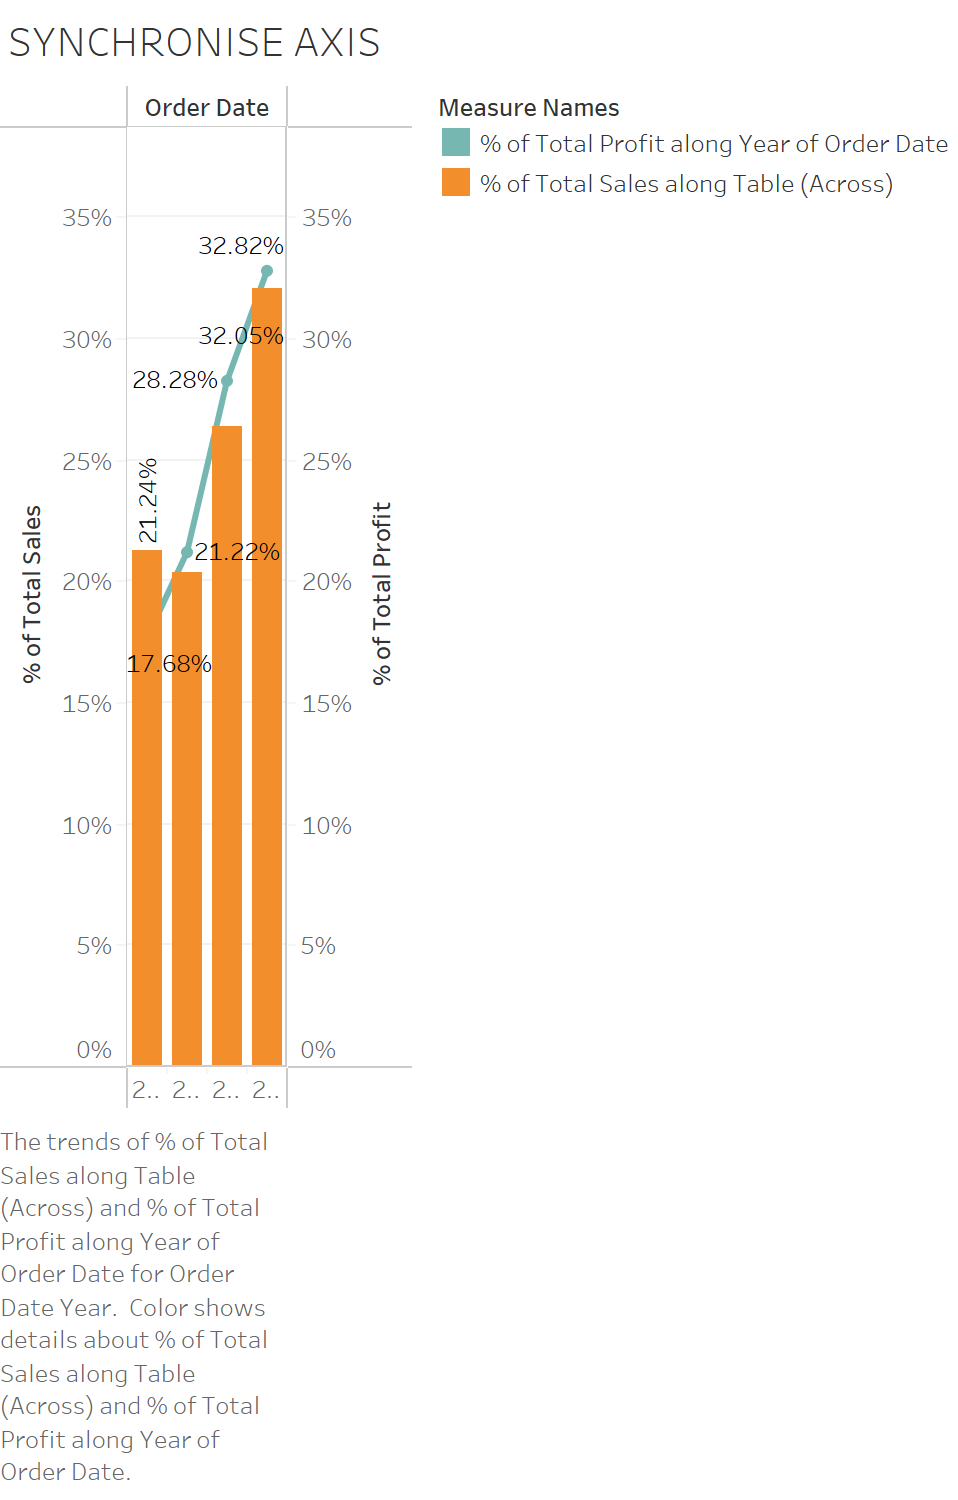 SYNCHRONISE AXIS
Order Date
Measure Names
% of Total Profit along Year of Order Date
% of Total Sales along Table (Across)
35%
35%
32.82%
30%
32.05%
30%
28.28%
25%
25%
21.24%
21.22%
% of Total Sales
% of Total Profit
20%
20%
17.68%
15%
15%
10%
10%
5%
5%
0%
0%
2.. 2.. 2.. 2..
The trends of % of Total
Sales along Table
(Across) and % of Total
Profit along Year of
Order Date for Order
Date Year. Color shows
details about % of Total
Sales along Table
(Across) and % of Total
Profit along Year of
Order Date.